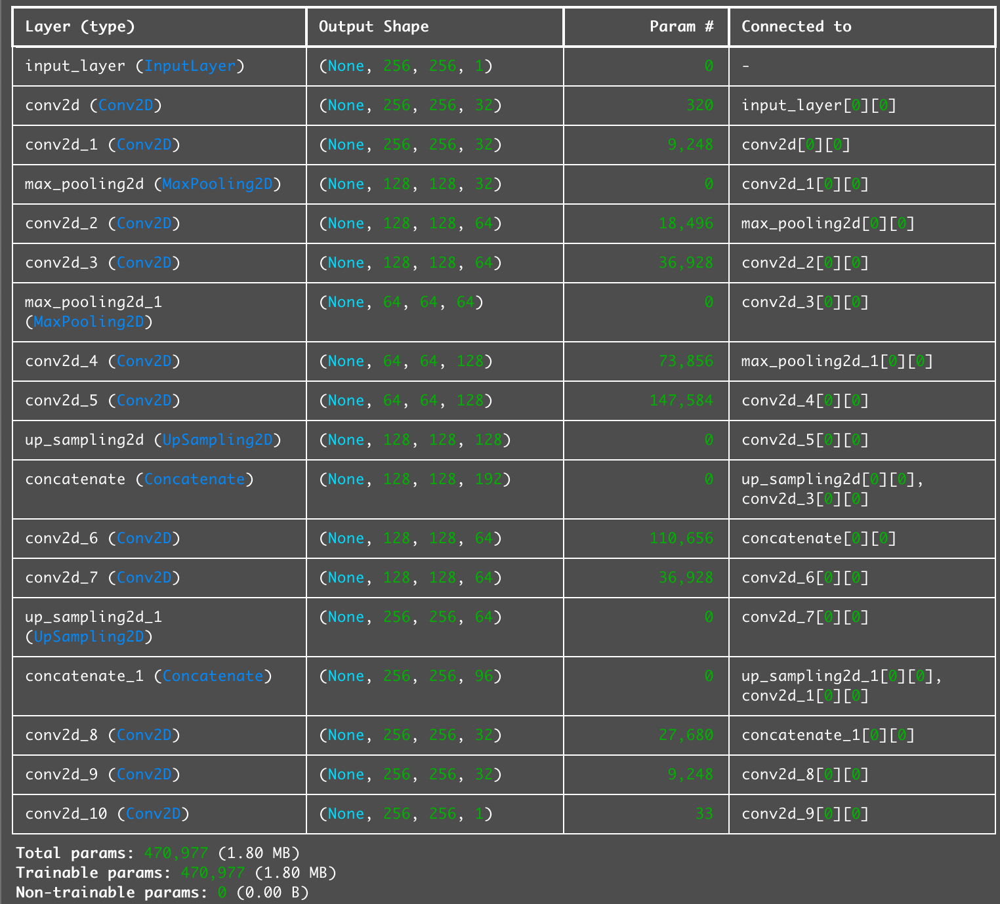 Layer (type) Output Shape Param # Connected to
input_layer (InputLayer) (None, 256, 256, 1) 0 -
conv2d (Conv2D) (None, 256, 256, 32) 320 input_layer[0][0]
conv2d_1 (Conv2D) (None, 256, 256, 32) 9,248 conv2d[0][0]
max_pooling2d (MaxPooling2D) (None, 128, 128, 32) 0 conv2d_1[0][0]
conv2d_2 (Conv2D) (None, 128, 128, 64) 18,496 max_pooling2d[0][0]
conv2d_3 (Conv2D) (None, 128, 128, 64) 36,928 conv2d_2[0][0]
max_pooling2d_1 (None, 64, 64, 64) 0 conv2d_3[0][0]
(MaxPooling2D)
conv2d_4 (Conv2D) (None, 64, 64, 128) 73,856 max_pooling2d_1[0][0]
conv2d_5 (Conv2D) (None, 64, 64, 128) 147,584 conv2d_4[0][0]
up_sampling2d (UpSampling2D) (None, 128, 128, 128) 0 conv2d_5[0][0]
concatenate (Concatenate) (None, 128, 128, 192) 0 up_sampling2d[0][0],
conv2d_3[0][0]
conv2d_6 (Conv2D) (None, 128, 128, 64) 110,656 concatenate[0][0]
conv2d_7 (Conv2D) (None, 128, 128, 64) 36,928 conv2d_6[0][0]
up_sampling2d_1 (None, 256, 256, 64) 0 conv2d_7[0][0]
(UpSampling2D)
concatenate_1 (Concatenate) (None, 256, 256, 96) 0 up_sampling2d_1[0][0],
conv2d_1[0][0]
conv2d_8 (Conv2D) (None, 256, 256, 32) 27,680 concatenate_1[0][0]
conv2d_9 (Conv2D) (None, 256, 256, 32) 9,248 conv2d_8[0][0]
conv2d_10 (Conv2D) (None, 256, 256, 1) 33 conv2d_9[0][0]
Total params: 470,977 (1.80 MB)
Trainable params: 470,977 (1.80 MB)
Non-trainable params: 0 (0.00 B)